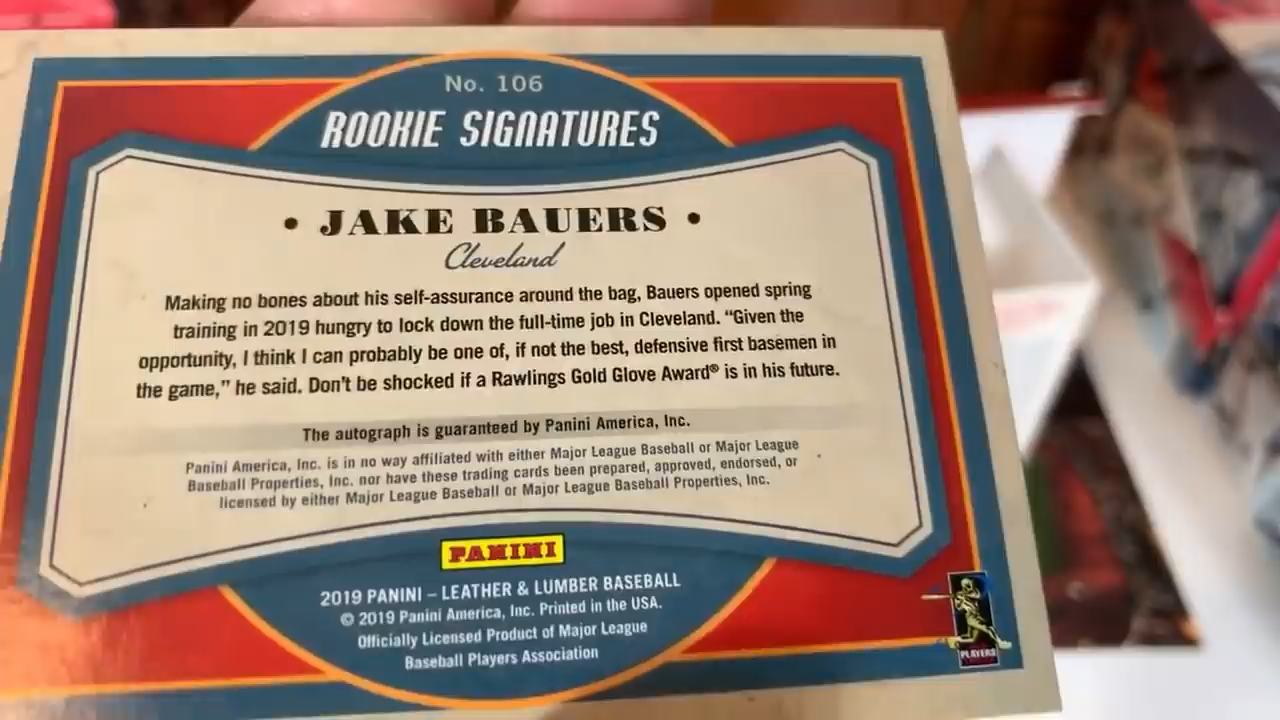 No. 106
ROOKIE SIGNATURES
• JAKE BAUERS •
Cleveland
Making no bones about his self-assurance around the bag, Bauers opened spring
training in 2019 hungry to lock down the full-time job in Cleveland. “Given the
opportunity, I think I can probably be one of, if not the best, defensive first basemen in
the game,” he said. Don't be shocked if a Rawlings Gold Glove Award® is in his future.
The autograph is guaranteed by Panini America, Inc.
Panini America, Inc. is in no way affiliated with either Major League Baseball or Major League
Baseball Properties, Inc. nor have these trading cards been prepared, approved, endorsed, or
licensed by either Major League Baseball or Major League Baseball Properties, Inc.
PANINI
2019 PANINI – LEATHER & LUMBER BASEBALL
© 2019 Panini America, Inc. Printed in the USA.
Officially Licensed Product of Major League
Baseball Players Association
PLAYERS